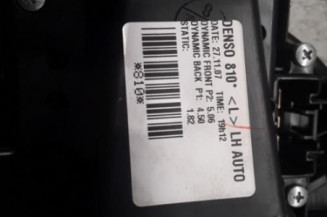 DENSO 810* <L> LH AUTO
DATE: 27.11.07 TIME: 19h12
DYNAMIC FRONT P2: 5.06
DYNAMIC BACK P1: 4.50
STATIC: 1.82
*810*